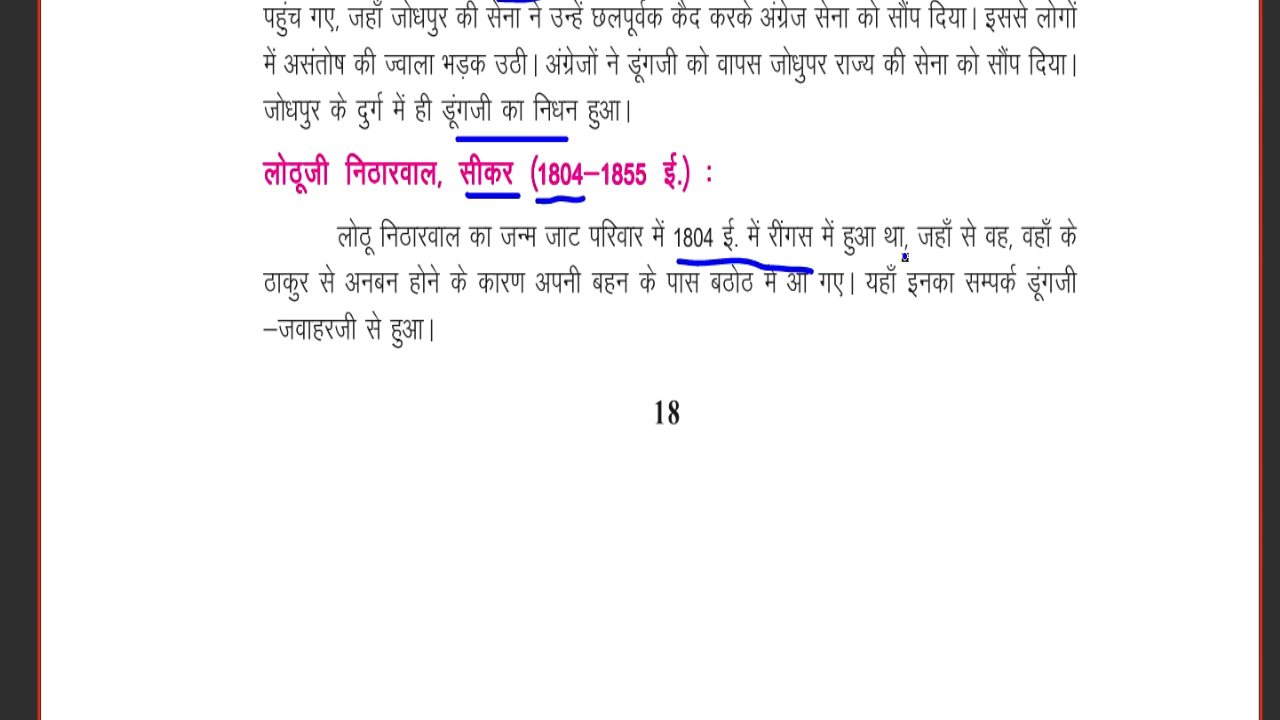 पहुंच गए, जहाँ जोधपुर की सेना ने उन्हें छलपूर्वक कैद करके अंग्रेज सेना को सौंप दिया। इससे लोगों
में असंतोष की ज्वाला भड़क उठी। अंग्रेजों ने डूंगजी को वापस जोधुपर राज्य की सेना को सौंप दिया।
जोधपुर के दुर्ग में ही डूंगजी का निधन हुआ।
लोठूजी निठारवाल, सीकर (1804–1855 ई.) :
लोठू निठारवाल का जन्म जाट परिवार में 1804 ई. में रींगस में हुआ था, जहाँ से वह, वहाँ के
ठाकुर से अनबन होने के कारण अपनी बहन के पास बठोठ में आ गए। यहाँ इनका सम्पर्क डूंगजी
–जवाहरजी से हुआ।
18